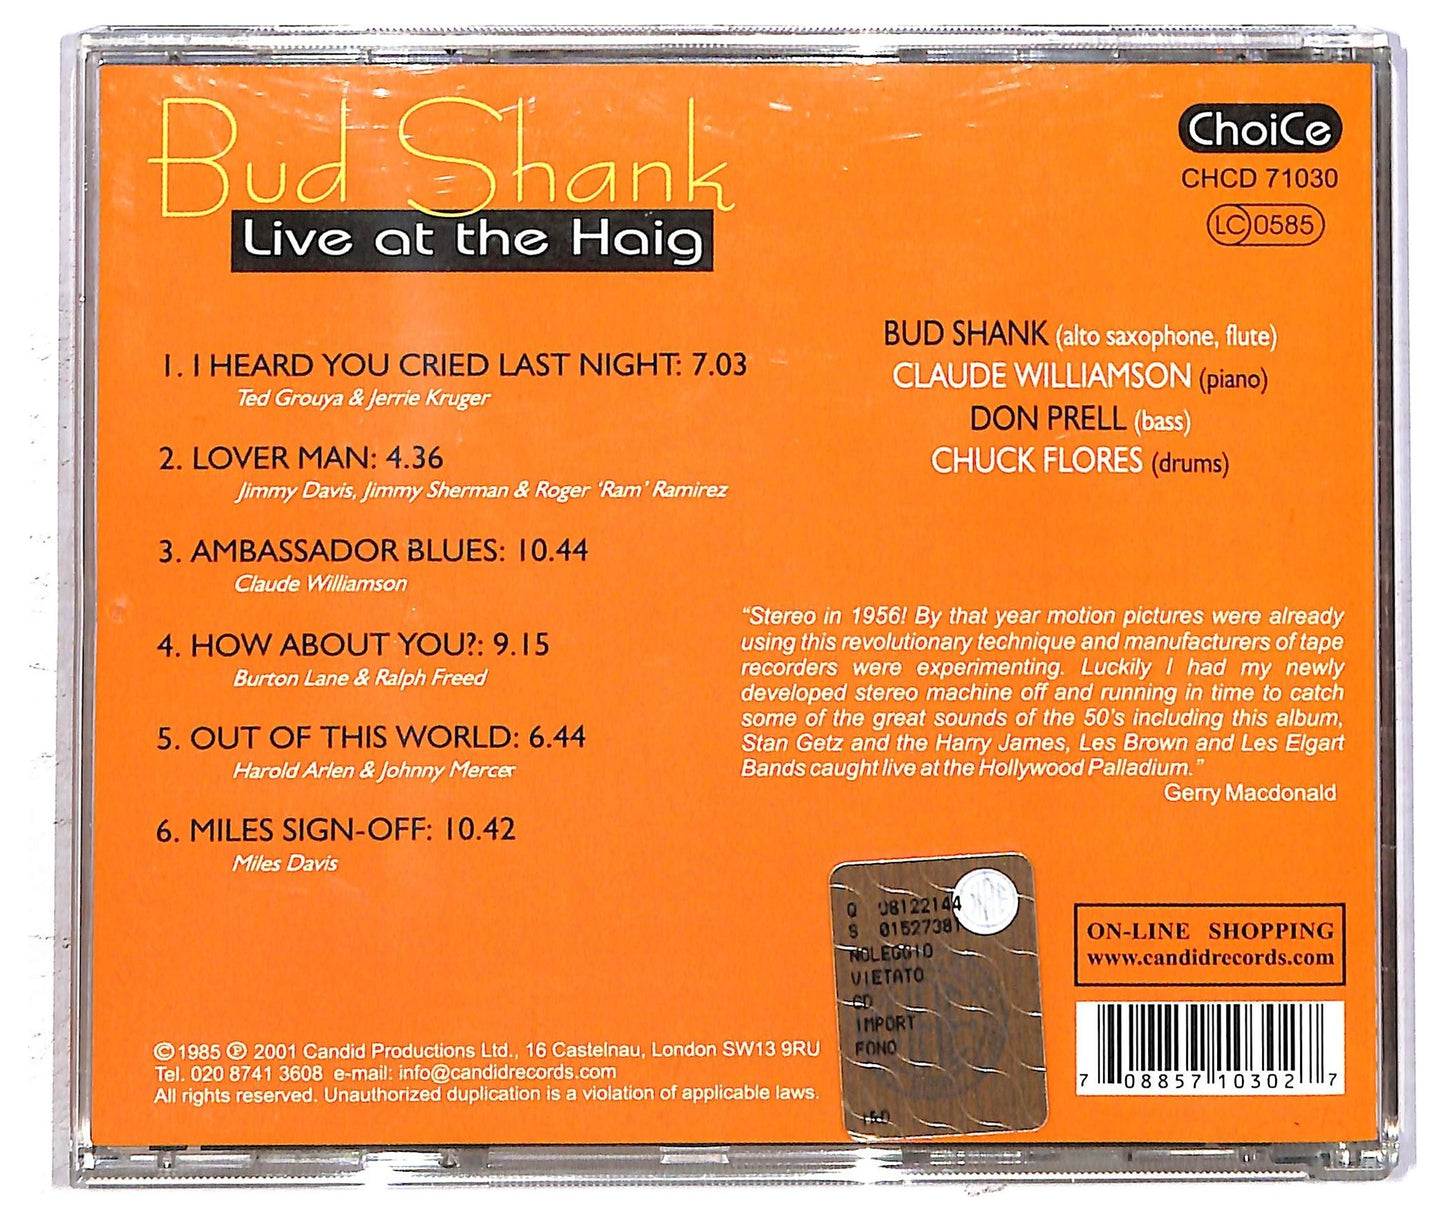 Bud Shank
Live at the Haig
ChoiCe
CHCD 71030
LC 0585
1. I HEARD YOU CRIED LAST NIGHT: 7.03
Ted Grouya & Jerrie Kruger
2. LOVER MAN: 4.36
Jimmy Davis, Jimmy Sherman & Roger ‘Ram’ Ramirez
3. AMBASSADOR BLUES: 10.44
Claude Williamson
4. HOW ABOUT YOU?: 9.15
Burton Lane & Ralph Freed
5. OUT OF THIS WORLD: 6.44
Harold Arlen & Johnny Mercer
6. MILES SIGN-OFF: 10.42
Miles Davis
BUD SHANK (alto saxophone, flute)
CLAUDE WILLIAMSON (piano)
DON PRELL (bass)
CHUCK FLORES (drums)
“Stereo in 1956! By that year motion pictures were already
using this revolutionary technique and manufacturers of tape
recorders were experimenting. Luckily I had my newly
developed stereo machine off and running in time to catch
some of the great sounds of the 50's including this album,
Stan Getz and the Harry James, Les Brown and Les Elgart
Bands caught live at the Hollywood Palladium.”
Gerry Macdonald
Q 08122144
S 01527381
NOLEGGIO
VIETATO
CD
IMPORT
FONO
ON-LINE SHOPPING
www.candidrecords.com
7 08857 10302 7
© 1985 ℗ 2001 Candid Productions Ltd., 16 Castelnau, London SW13 9RU
Tel. 020 8741 3608 e-mail: info@candidrecords.com
All rights reserved. Unauthorized duplication is a violation of applicable laws.